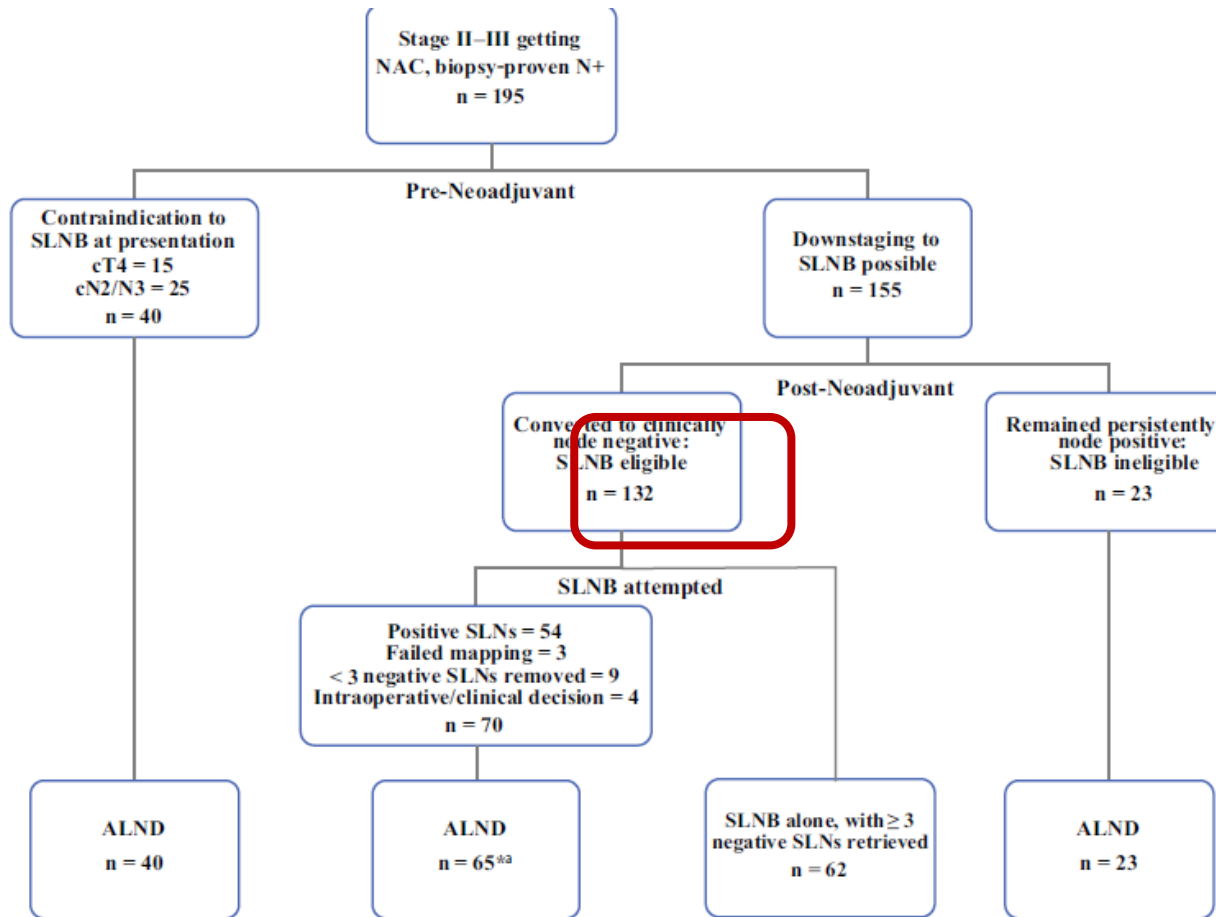 Stage II–III getting
NAC, biopsy-proven N+
n = 195
Pre-Neoadjuvant
Contraindication to
SLNB at presentation
cT4 = 15
cN2/N3 = 25
n = 40
Downstaging to
SLNB possible
n = 155
Post-Neoadjuvant
Converted to clinically
node negative:
SLNB eligible
n = 132
Remained persistently
node positive:
SLNB ineligible
n = 23
SLNB attempted
Positive SLNs = 54
Failed mapping = 3
< 3 negative SLNs removed = 9
Intraoperative/clinical decision = 4
n = 70
ALND
n = 40
ALND
n = 65*a
SLNB alone, with ≥ 3
negative SLNs retrieved
n = 62
ALND
n = 23